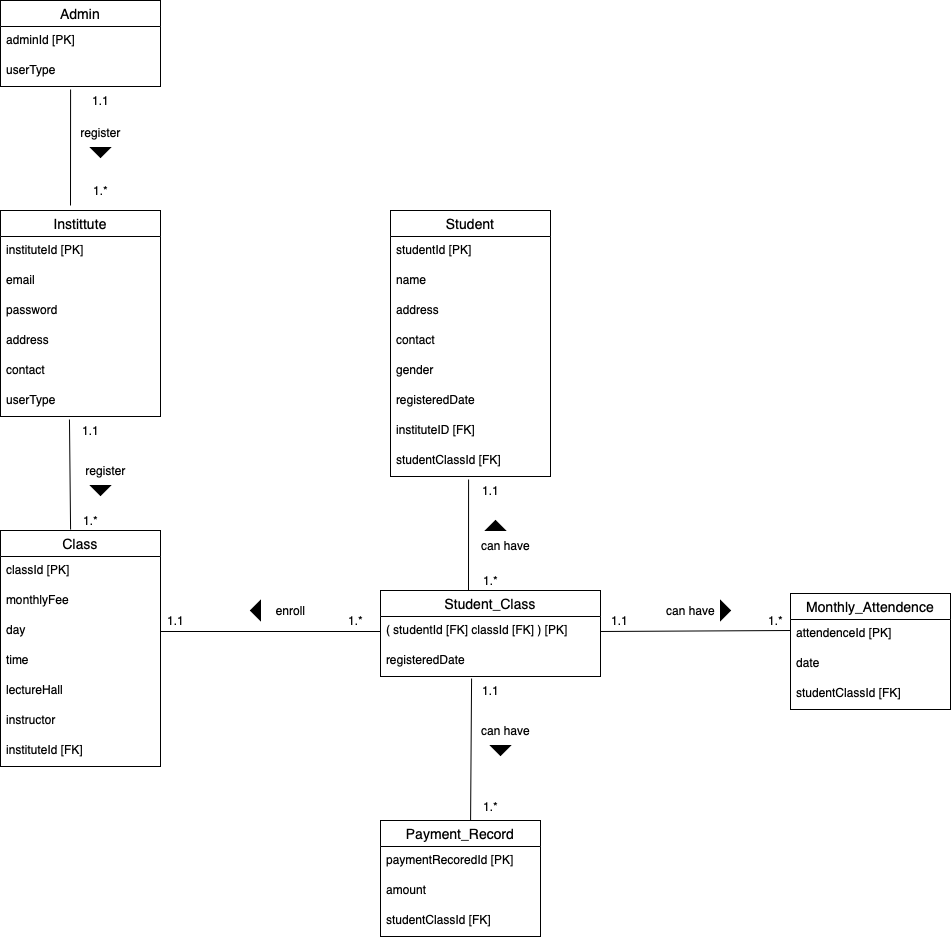 Admin
adminId [PK]
userType
1.1
register
1.*
Instittute
instituteId [PK]
email
password
address
contact
userType
1.1
register
1.*
Class
classId [PK]
monthlyFee
day
time
lectureHall
instructor
instituteId [FK]
Student
studentId [PK]
name
address
contact
gender
registeredDate
instituteID [FK]
studentClassId [FK]
1.1
can have
1.*
1.1
enroll
1.*
Student_Class
( studentId [FK] classId [FK] ) [PK]
registeredDate
1.1
can have
1.*
Monthly_Attendence
attendenceId [PK]
date
studentClassId [FK]
1.1
can have
1.*
Payment_Record
paymentRecoredId [PK]
amount
studentClassId [FK]